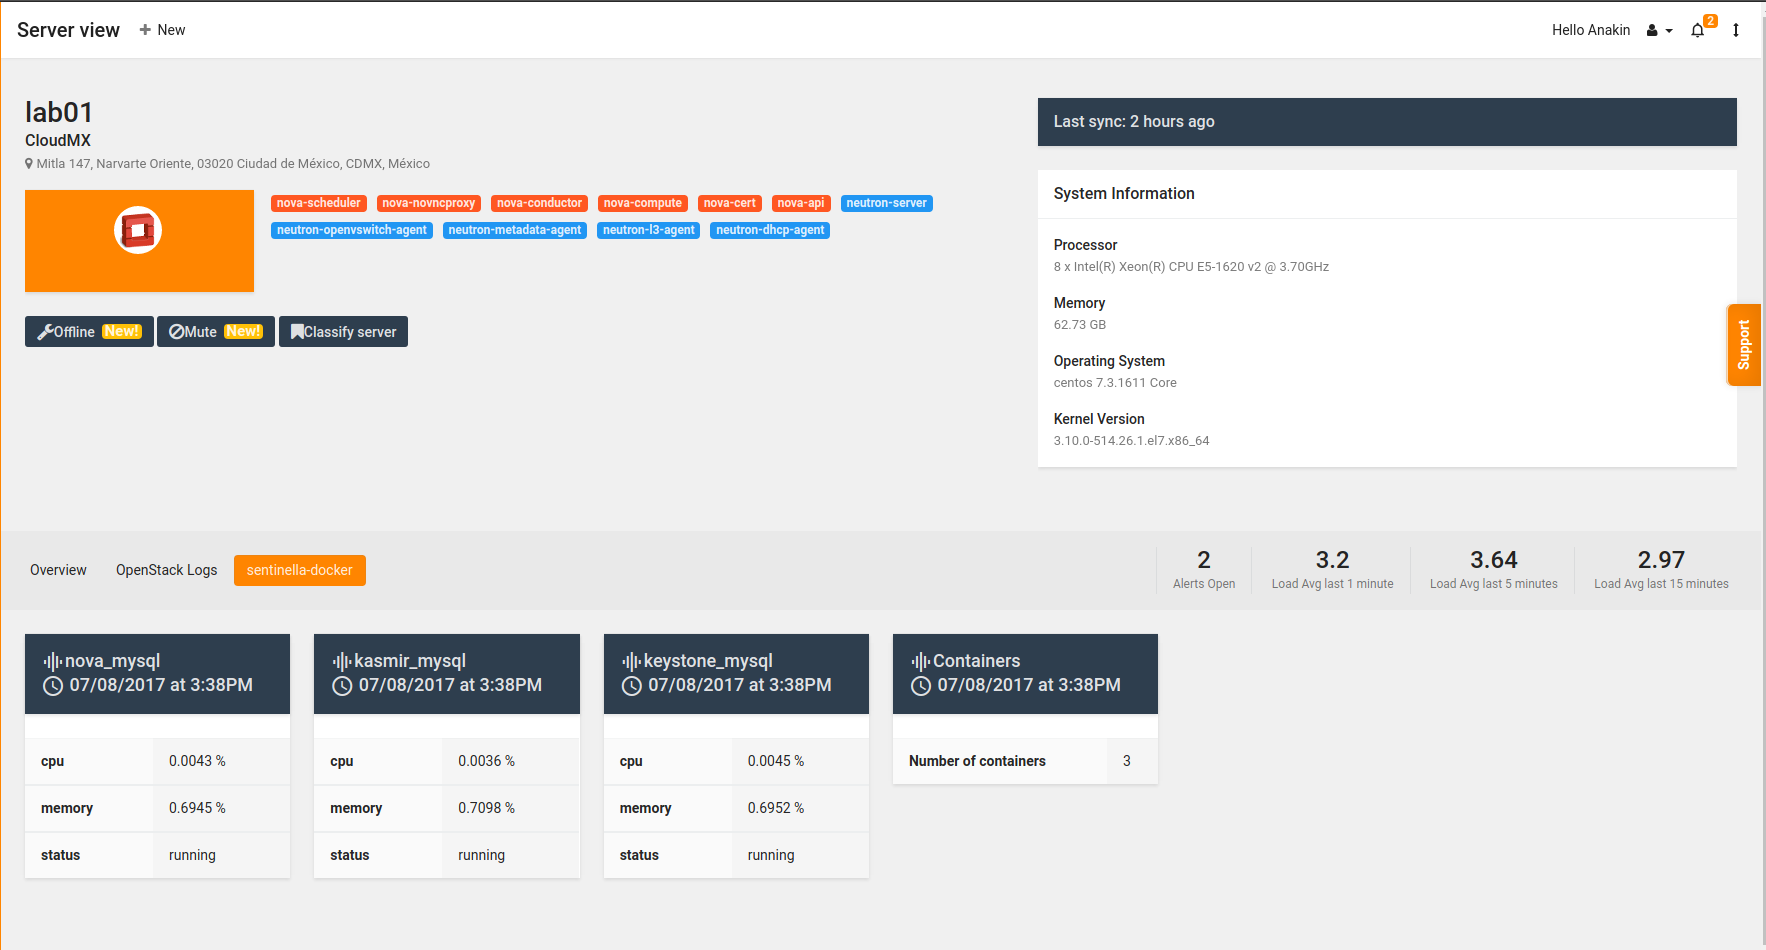 Server view
New
Hello Anakin
2
lab01
CloudMX
Mitla 147, Narvarte Oriente, 03020 Ciudad de México, CDMX, México
nova-scheduler nova-novncproxy nova-conductor nova-compute nova-cert nova-api neutron-server
neutron-openvswitch-agent neutron-metadata-agent neutron-l3-agent neutron-dhcp-agent
Offline New!
Mute New!
Classify server
Last sync: 2 hours ago
System Information
Processor
8 x Intel(R) Xeon(R) CPU E5-1620 v2 @ 3.70GHz
Memory
62.73 GB
Operating System
centos 7.3.1611 Core
Kernel Version
3.10.0-514.26.1.el7.x86_64
Support
Overview
OpenStack Logs
sentinella-docker
2
Alerts Open
3.2
Load Avg last 1 minute
3.64
Load Avg last 5 minutes
2.97
Load Avg last 15 minutes
nova_mysql
07/08/2017 at 3:38PM
cpu 0.0043 %
memory 0.6945 %
status running
kasmir_mysql
07/08/2017 at 3:38PM
cpu 0.0036 %
memory 0.7098 %
status running
keystone_mysql
07/08/2017 at 3:38PM
cpu 0.0045 %
memory 0.6952 %
status running
Containers
07/08/2017 at 3:38PM
Number of containers 3